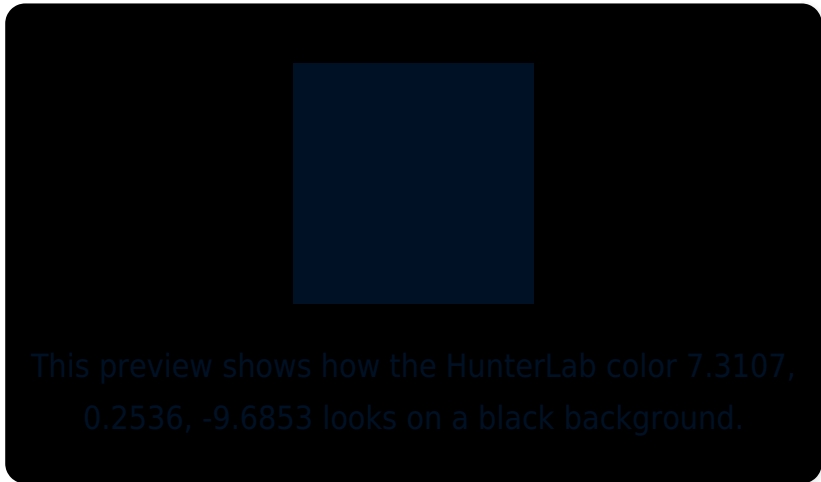 This preview shows how the HunterLab color 7.3107,
0.2536, -9.6853 looks on a black background.